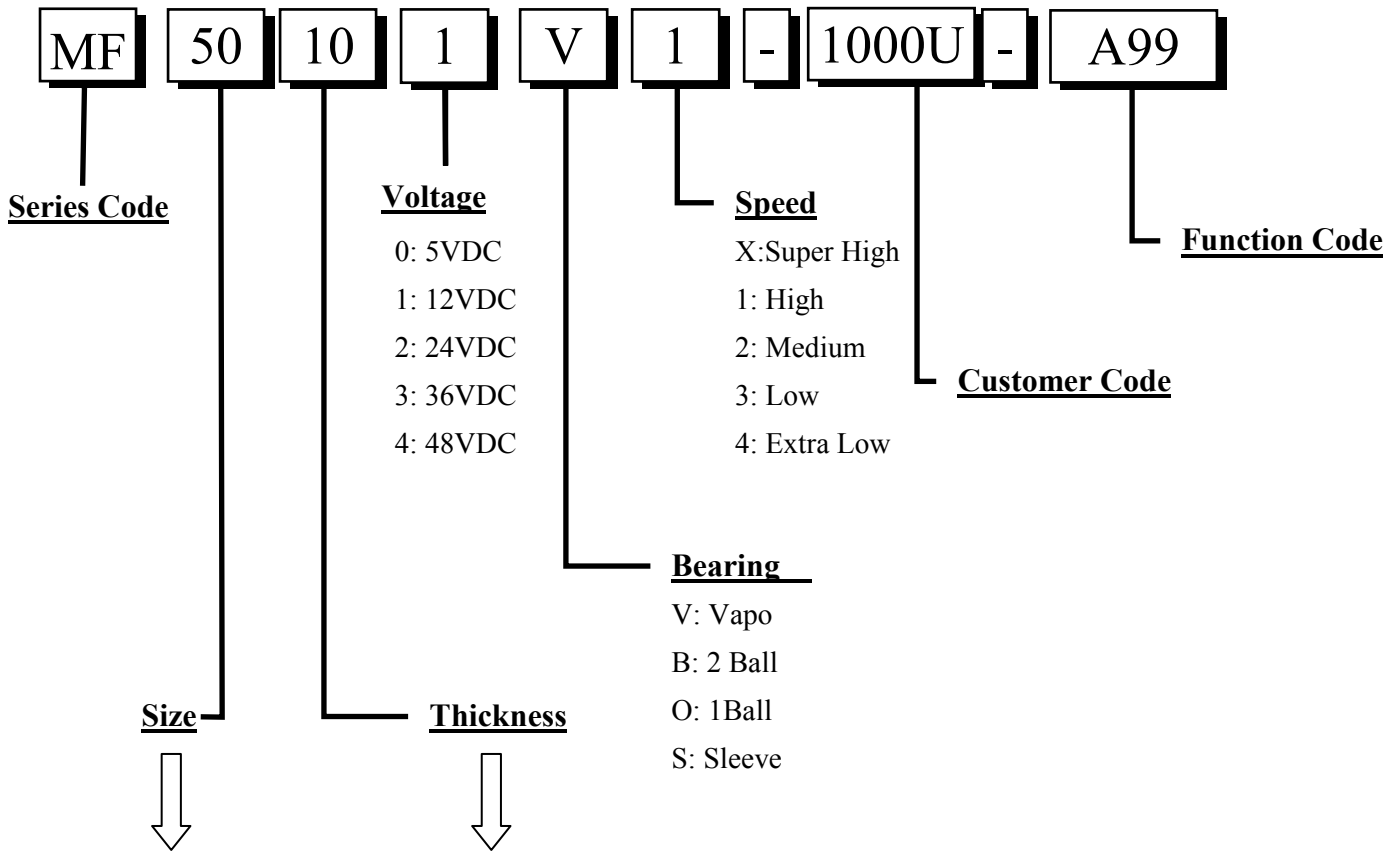 MF 50 10 1 V 1 - 1000U - A99
Series Code
Voltage
0: 5VDC
1: 12VDC
2: 24VDC
3: 36VDC
4: 48VDC
Speed
X:Super High
1: High
2: Medium
3: Low
4: Extra Low
Function Code
Customer Code
Bearing
V: Vapo
B: 2 Ball
O: 1Ball
S: Sleeve
Size
Thickness